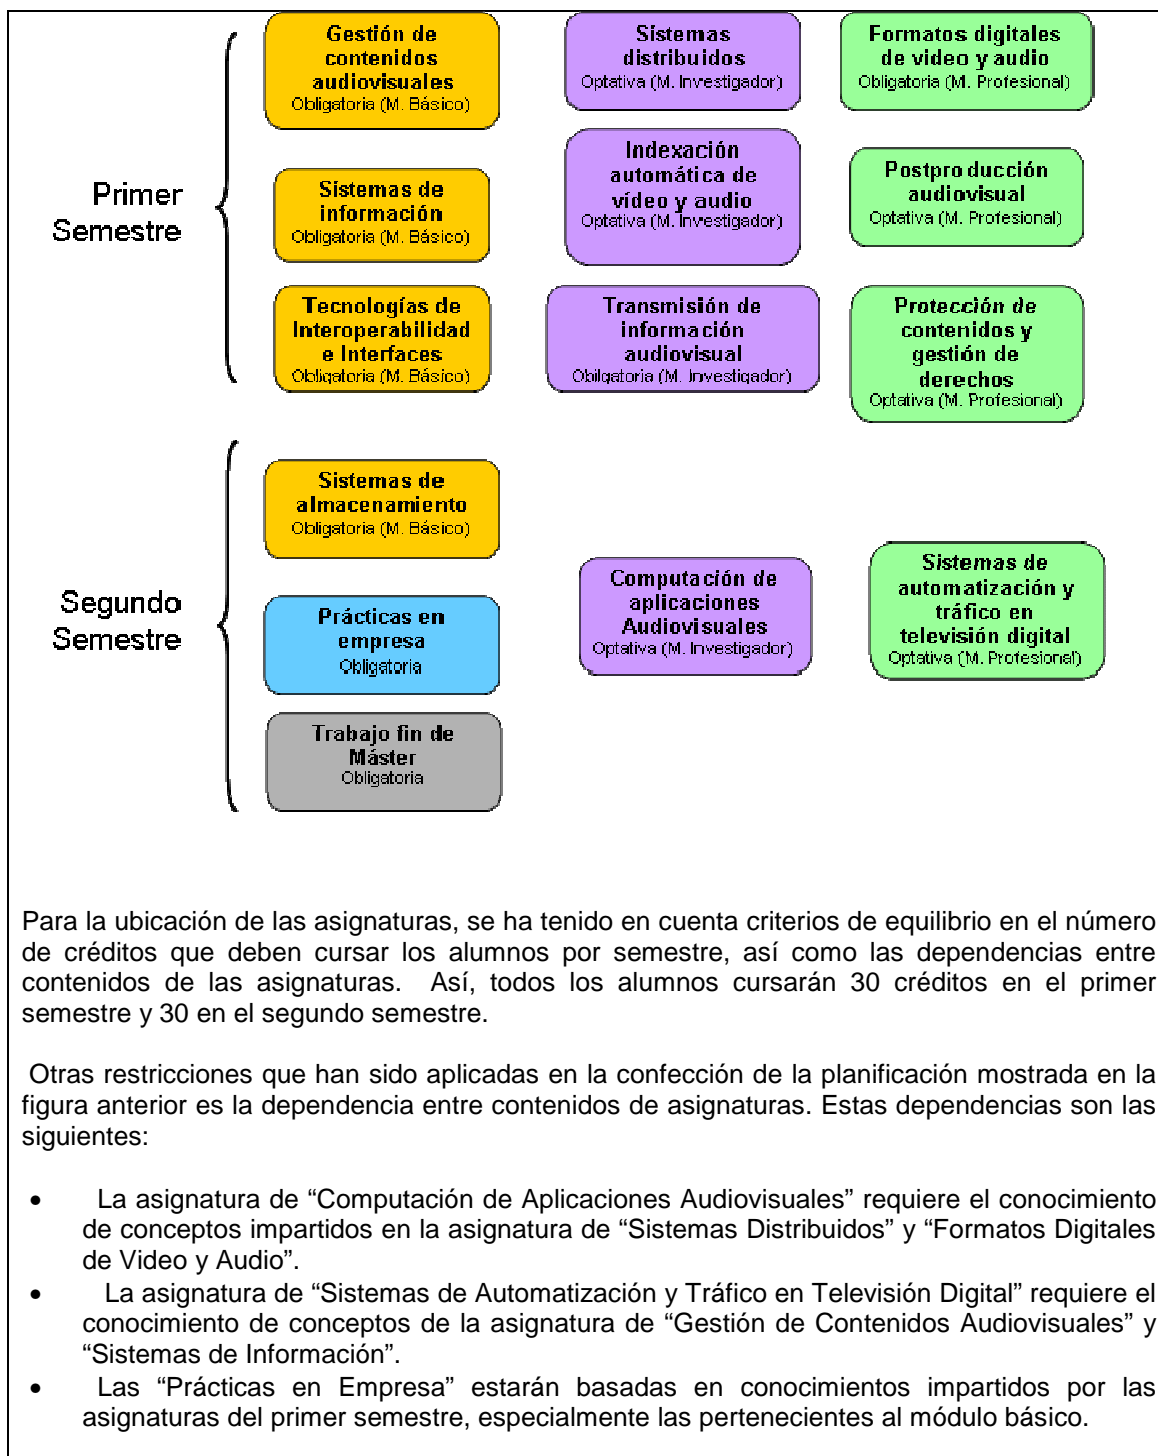 Primer
Semestre
Gestión de
contenidos
audiovisuales
Obligatoria (M. Básico)
Sistemas
distribuidos
Optativa (M. Investigador)
Formatos digitales
de video y audio
Obligatoria (M. Profesional)
Sistemas de
información
Obligatoria (M. Básico)
Indexación
automática de
vídeo y audio
Optativa (M. Investigador)
Postproducción
audiovisual
Optativa (M. Profesional)
Tecnologías de
Interoperabilidad
e Interfaces
Obligatoria (M. Básico)
Transmisión de
información
audiovisual
Obligatoria (M. Investigador)
Protección de
contenidos y
gestión de
derechos
Optativa (M. Profesional)
Segundo
Semestre
Sistemas de
almacenamiento
Obligatoria (M. Básico)
Prácticas en
empresa
Obligatoria
Computación de
aplicaciones
Audiovisuales
Optativa (M. Investigador)
Sistemas de
automatización y
tráfico en
televisión digital
Optativa (M. Profesional)
Trabajo fin de
Máster
Obligatoria
Para la ubicación de las asignaturas, se ha tenido en cuenta criterios de equilibrio en el número
de créditos que deben cursar los alumnos por semestre, así como las dependencias entre
contenidos de las asignaturas. Así, todos los alumnos cursarán 30 créditos en el primer
semestre y 30 en el segundo semestre.
Otras restricciones que han sido aplicadas en la confección de la planificación mostrada en la
figura anterior es la dependencia entre contenidos de asignaturas. Estas dependencias son las
siguientes:
• La asignatura de “Computación de Aplicaciones Audiovisuales” requiere el conocimiento
de conceptos impartidos en la asignatura de “Sistemas Distribuidos” y “Formatos Digitales
de Video y Audio”.
• La asignatura de “Sistemas de Automatización y Tráfico en Televisión Digital” requiere el
conocimiento de conceptos de la asignatura de “Gestión de Contenidos Audiovisuales” y
“Sistemas de Información”.
• Las “Prácticas en Empresa” estarán basadas en conocimientos impartidos por las
asignaturas del primer semestre, especialmente las pertenecientes al módulo básico.